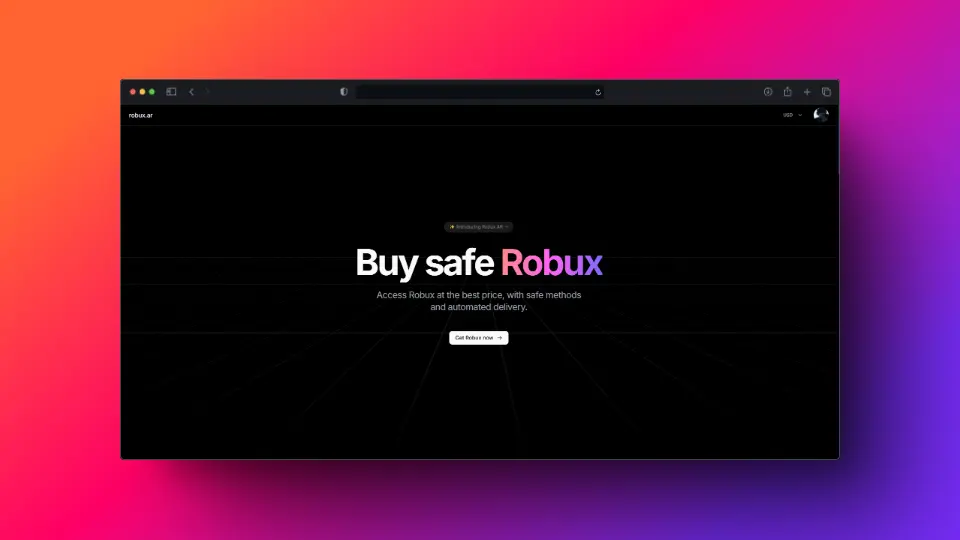 robux.ar
USD
✨ Introducing Robux.ar
Buy safe Robux
Access Robux at the best price, with safe methods
and automated delivery.
Get Robux now →